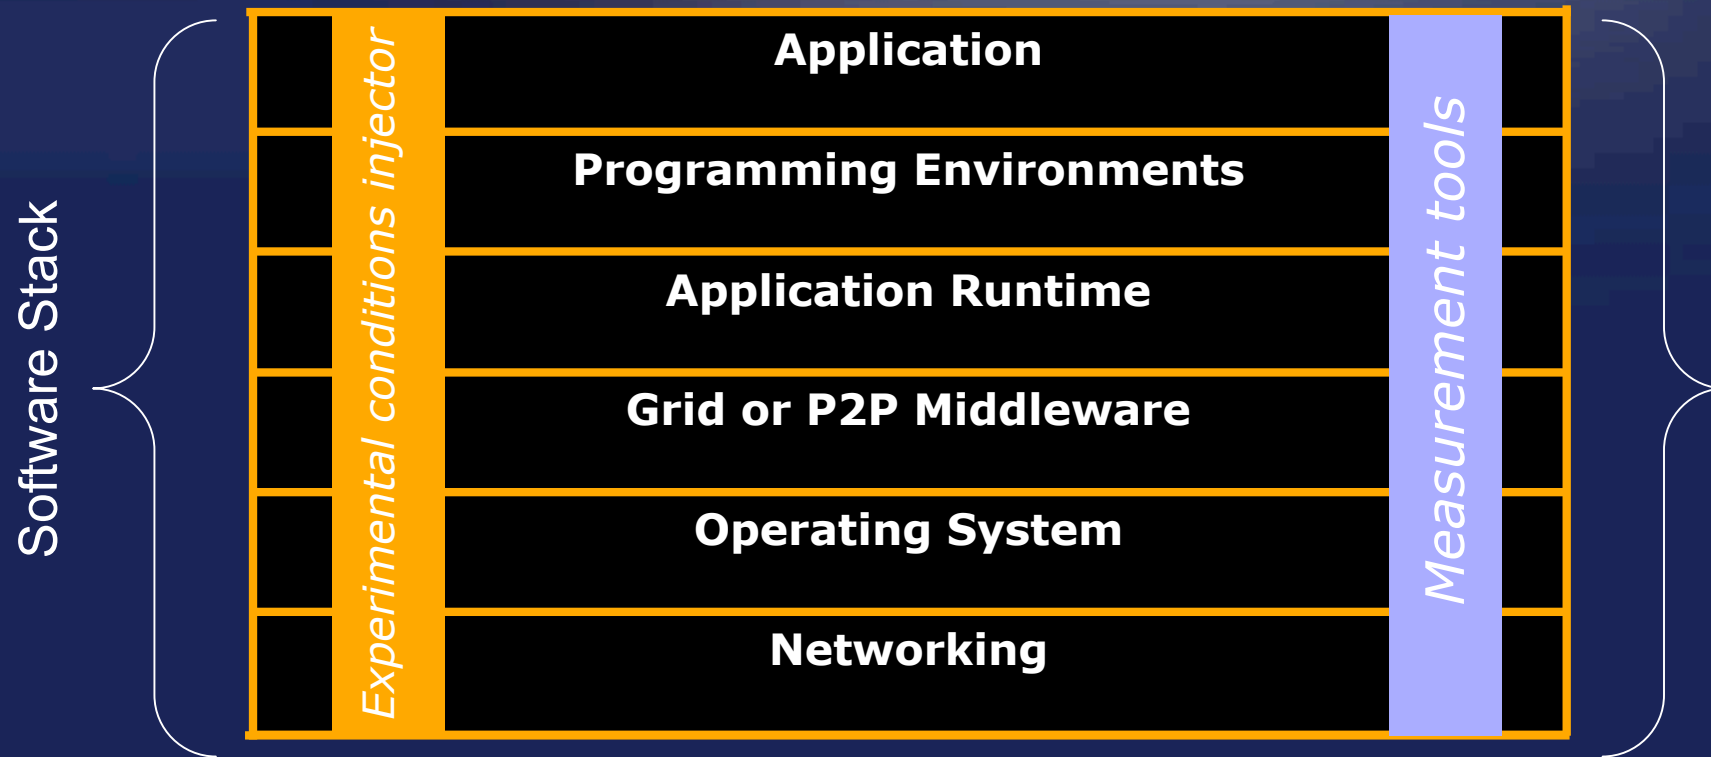 Software Stack
Experimental conditions injector
Application
Programming Environments
Application Runtime
Grid or P2P Middleware
Operating System
Networking
Measurement tools